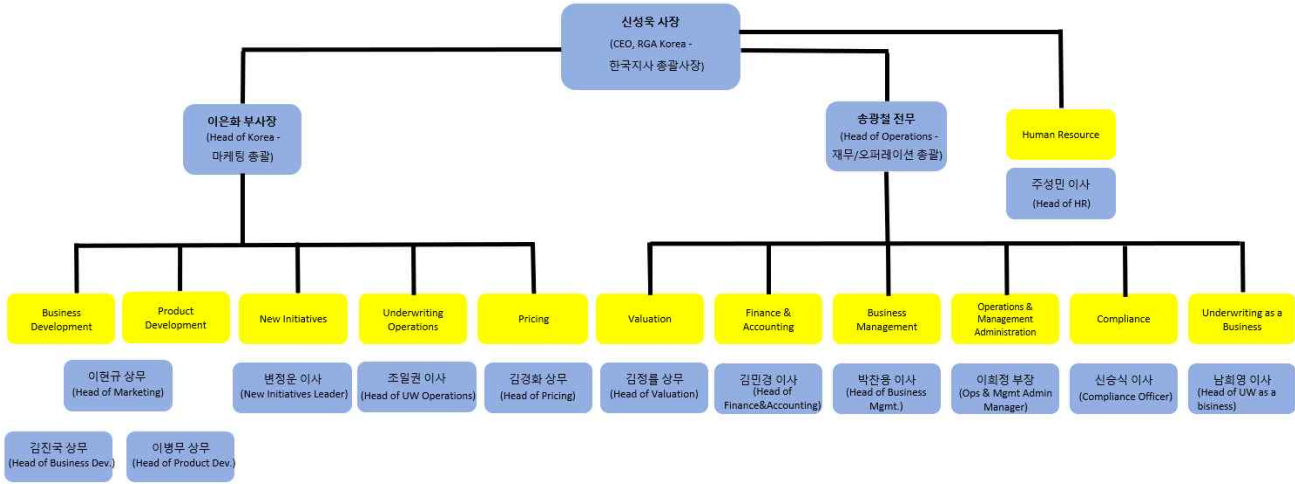 신성욱 사장
(CEO, RGA Korea -
한국지사 총괄사장)
이은화 부사장
(Head of Korea -
마케팅 총괄)
송광철 전무
(Head of Operations -
재무/오퍼레이션 총괄)
Human Resource
주성민 이사
(Head of HR)
Business
Development
Product
Development
New Initiatives
Underwriting
Operations
Pricing
Valuation
Finance &
Accounting
Business
Management
Operations &
Management
Administration
Compliance
Underwriting as a
Business
이현규 상무
(Head of Marketing)
변정운 이사
(New Initiatives Leader)
조일권 이사
(Head of UW Operations)
김경화 상무
(Head of Pricing)
김정률 상무
(Head of Valuation)
김민경 이사
(Head of
Finance&Accounting)
박찬용 이사
(Head of Business
Mgmt.)
이희정 부장
(Ops & Mgmt Admin
Manager)
신승식 이사
(Compliance Officer)
남희영 이사
(Head of UW as a
bisiness)
김진국 상무
(Head of Business Dev.)
이병무 상무
(Head of Product Dev.)